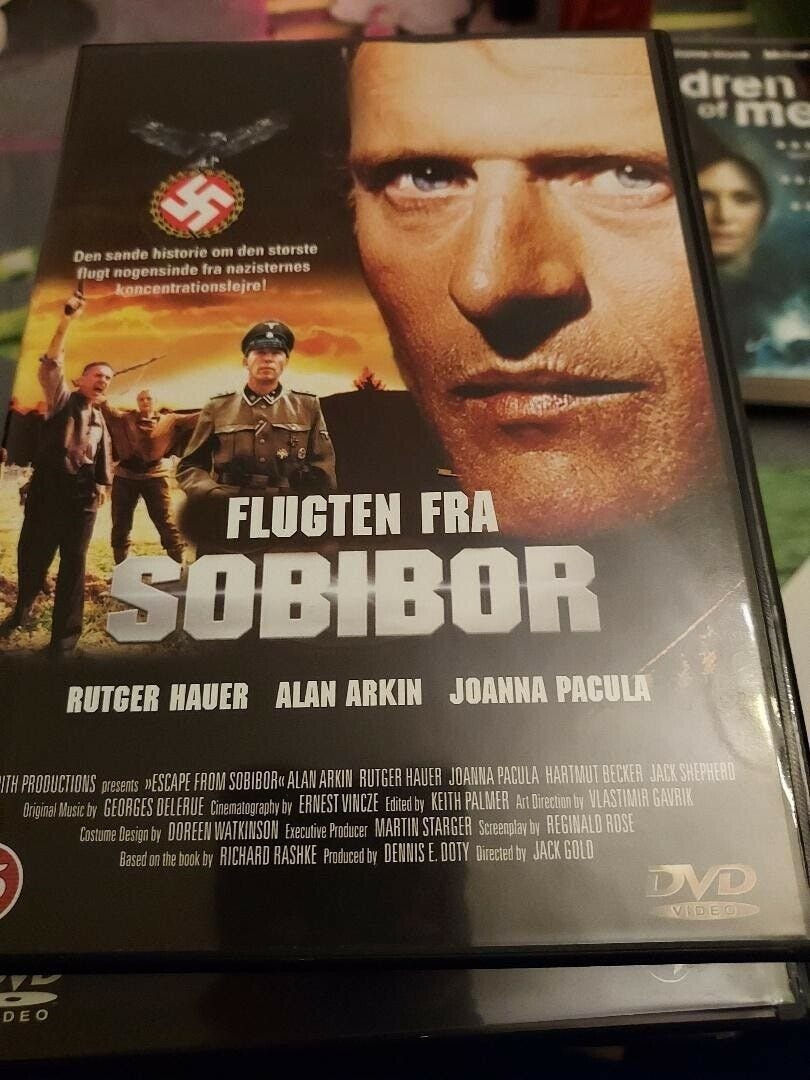 Den sande historie om den største
flugt nogensinde fra nazisternes
koncentrationslejre!
FLUGTEN FRA
SOBIBOR
RUTGER HAUER ALAN ARKIN JOANNA PACULA
ITH PRODUCTIONS presents »ESCAPE FROM SOBIBOR« ALAN ARKIN RUTGER HAUER JOANNA PACULA HARTMUT BECKER JACK SHEPHERD
Original Music by GEORGES DELERUE Cinematography by ERNEST VINCZE Edited by KEITH PALMER Art Direction by VLASTIMIR GAVRIK
Costume Design by DOREEN WATKINSON Executive Producer MARTIN STARGER Screenplay by REGINALD ROSE
Based on the book by RICHARD RASHKE Produced by DENNIS E. DOTY Directed by JACK GOLD
5
DVD
VIDEO
dren
of me
VD
DEO